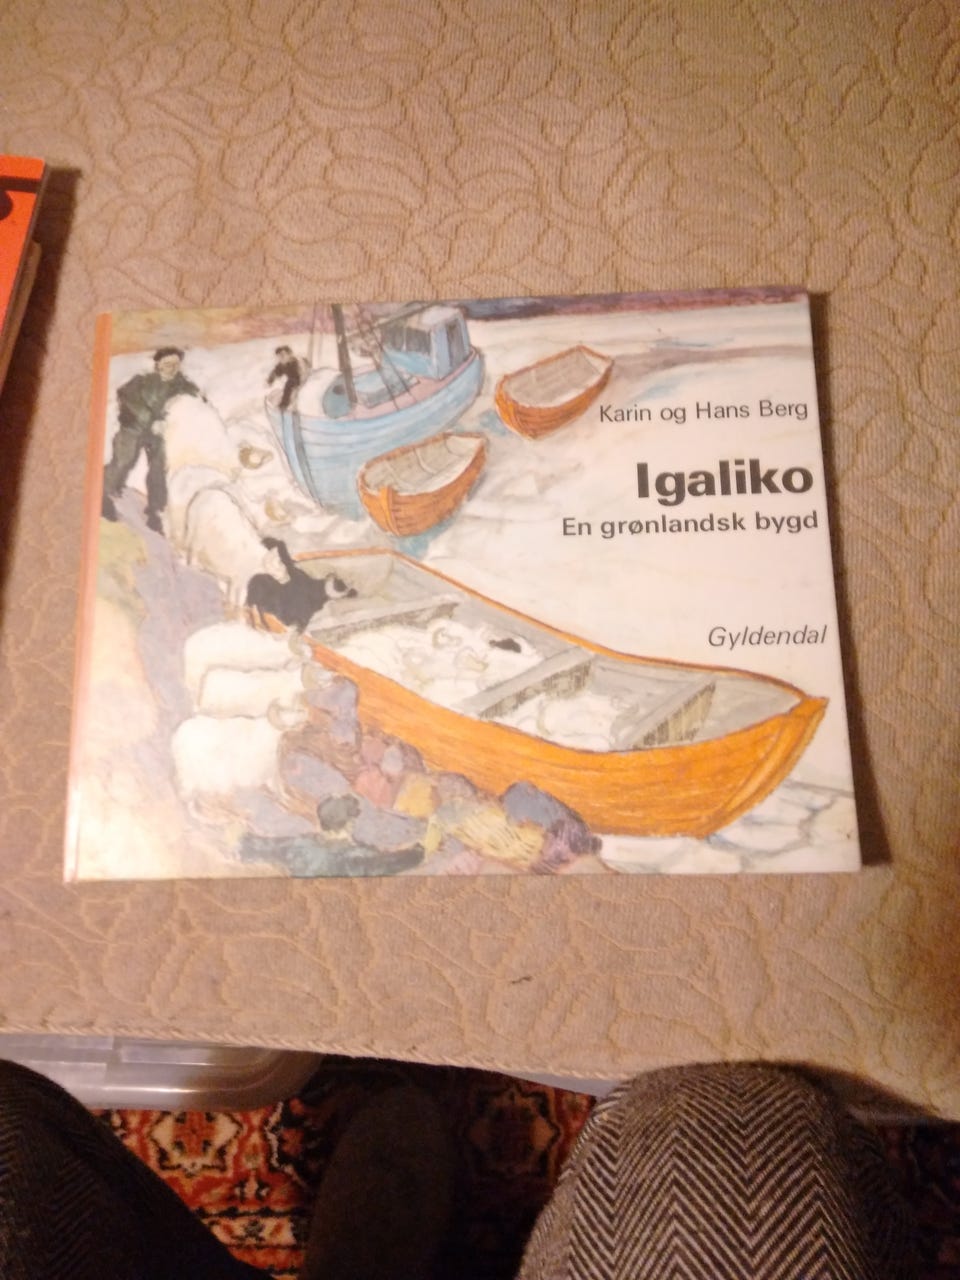 Karin og Hans Berg
Igaliko
En grønlandsk bygd
Gyldendal